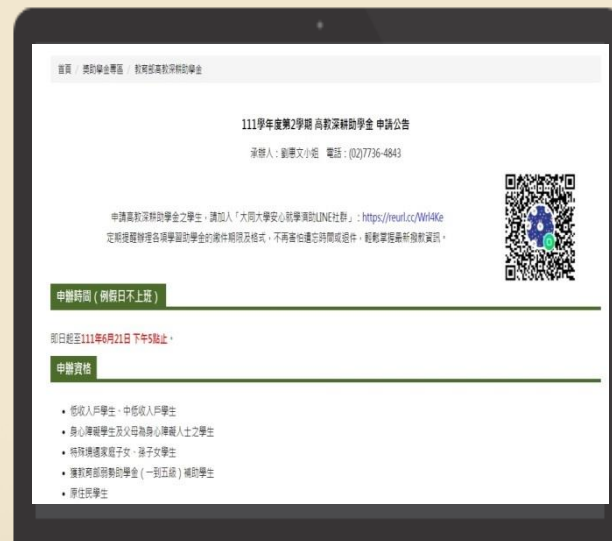 首頁 / 獎助學金專區 / 教育部高教深耕助學金
111學年度第2學期 高教深耕助學金 申請公告
承辦人：劉惠文小姐 電話：(02)7736-4843
申請高教深耕助學金之學生，請加入「大同大學安心就學濟助LINE社群」：https://reurl.cc/Wrl4Ke
定期提醒辦理各項學習助學金的繳件期限及格式，不再害怕遺忘時間或退件，輕鬆掌握最新撥款資訊。
申辦時間（例假日不上班）
即日起至111年6月21日 下午5點止。
申辦資格
• 低收入戶學生、中低收入戶學生
• 身心障礙學生及父母為身心障礙人士之學生
• 特殊境遇家庭子女、孫子女學生
• 獲教育部弱勢助學金（一到五級）補助學生
• 原住民學生